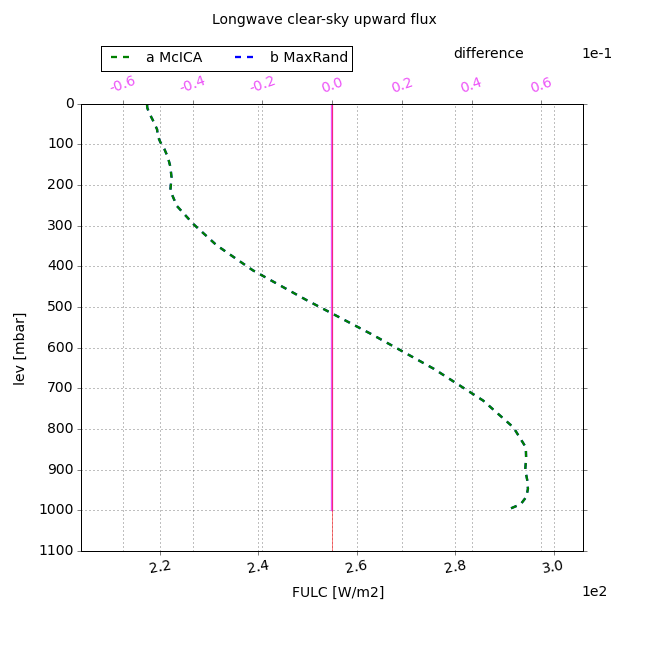 Longwave clear-sky upward flux
a McICA b MaxRand difference 1e-1
-0.6 -0.4 -0.2 0.0 0.2 0.4 0.6
0
100
200
300
400
500
600
700
800
900
1000
1100
lev [mbar]
2.2 2.4 2.6 2.8 3.0
FULC [W/m2] 1e2